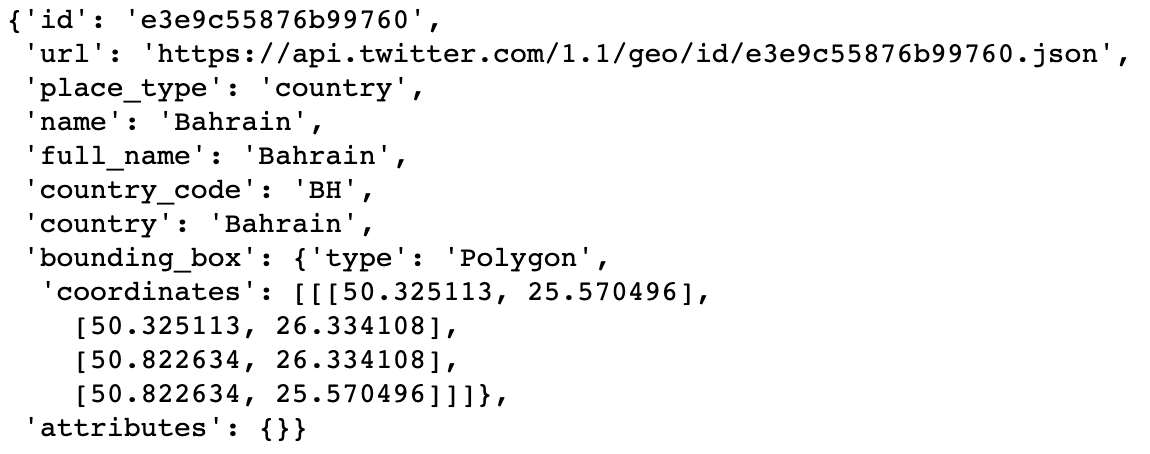 {'id': 'e3e9c55876b99760',
 'url': 'https://api.twitter.com/1.1/geo/id/e3e9c55876b99760.json',
 'place_type': 'country',
 'name': 'Bahrain',
 'full_name': 'Bahrain',
 'country_code': 'BH',
 'country': 'Bahrain',
 'bounding_box': {'type': 'Polygon',
  'coordinates': [[[50.325113, 25.570496],
    [50.325113, 26.334108],
    [50.822634, 26.334108],
    [50.822634, 25.570496]]]},
 'attributes': {}}